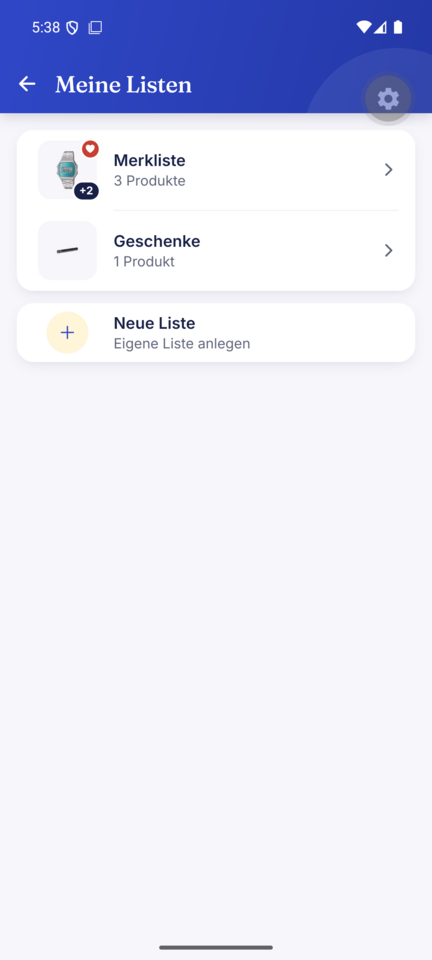 5:38
Meine Listen
+2
Merkliste
3 Produkte
Geschenke
1 Produkt
Neue Liste
Eigene Liste anlegen